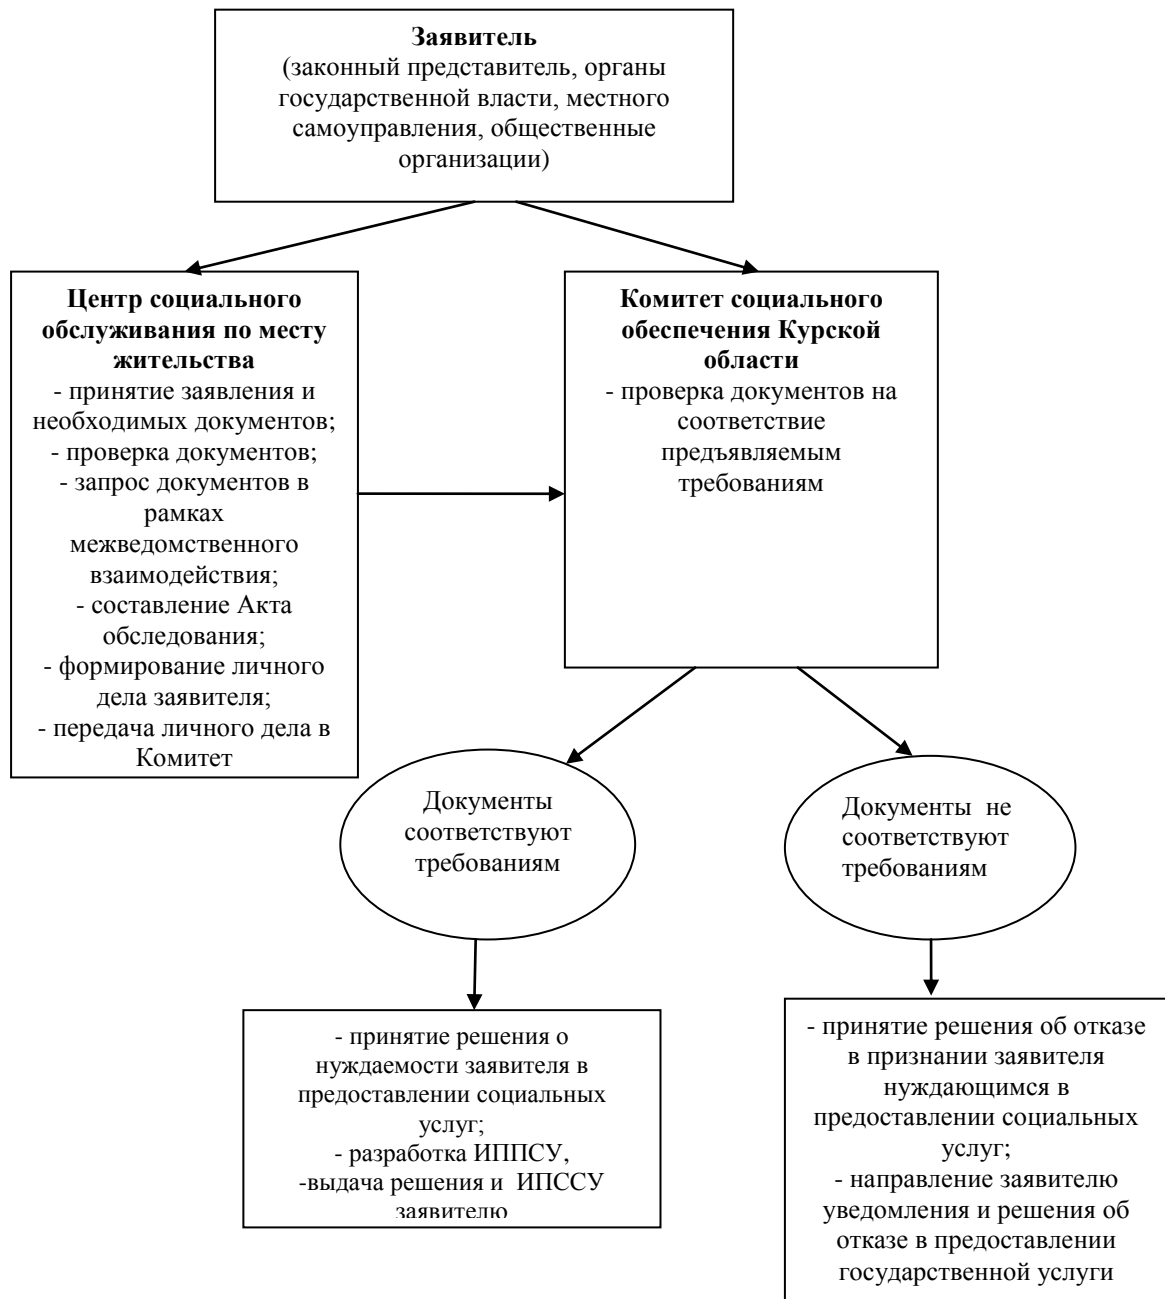 Заявитель
(законный представитель, органы
государственной власти, местного
самоуправления, общественные
организации)
Центр социального
обслуживания по месту
жительства
- принятие заявления и
необходимых документов;
- проверка документов;
- запрос документов в
рамках
межведомственного
взаимодействия;
- составление Акта
обследования;
- формирование личного
дела заявителя;
- передача личного дела в
Комитет
Комитет социального
обеспечения Курской
области
- проверка документов на
соответствие
предъявляемым
требованиям
Документы
соответствуют
требованиям
Документы не
соответствуют
требованиям
- принятие решения о
нуждаемости заявителя в
предоставлении социальных
услуг;
- разработка ИППСУ,
-выдача решения и ИПССУ
заявителю
- принятие решения об отказе
в признании заявителя
нуждающимся в
предоставлении социальных
услуг;
- направление заявителю
уведомления и решения об
отказе в предоставлении
государственной услуги